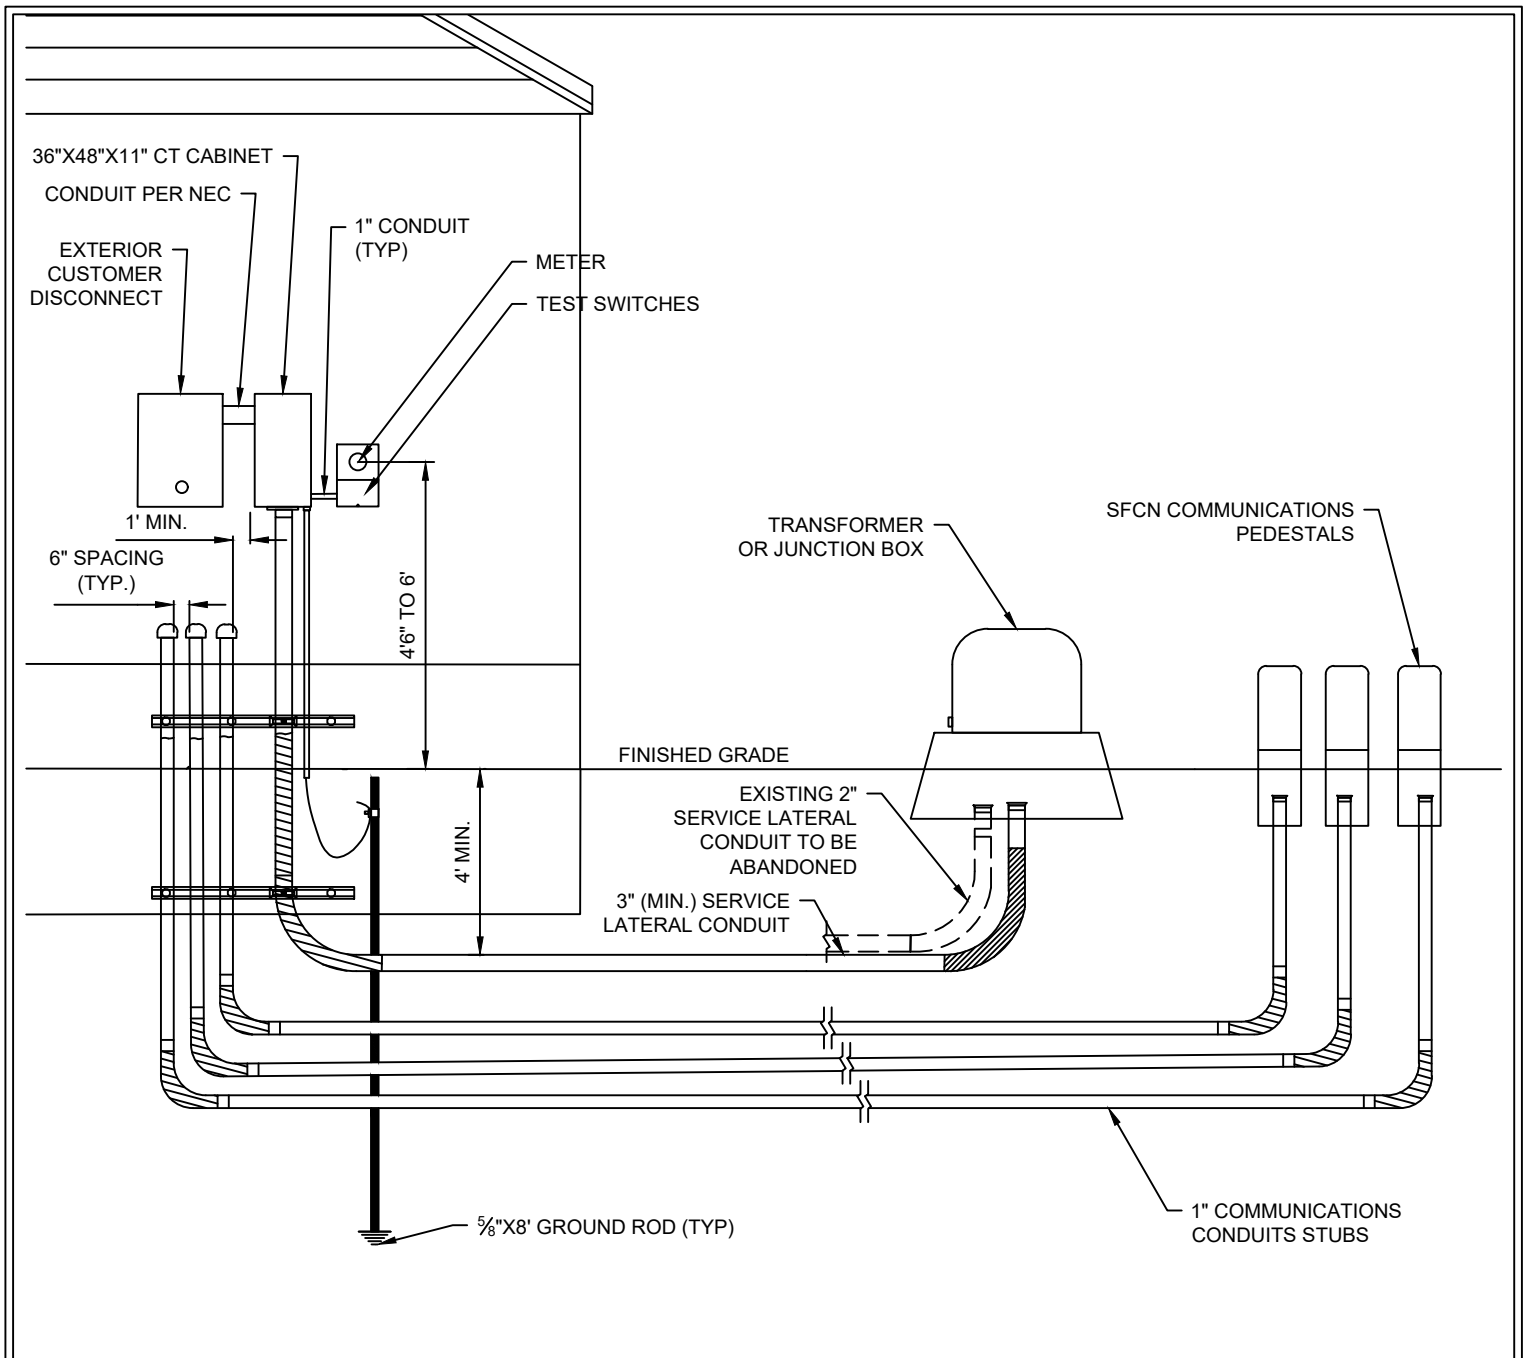 36"X48"X11" CT CABINET
CONDUIT PER NEC
EXTERIOR
CUSTOMER
DISCONNECT
1" CONDUIT
(TYP)
METER
TEST SWITCHES
1' MIN.
6" SPACING
(TYP.)
4'6" TO 6'
TRANSFORMER
OR JUNCTION BOX
SFCN COMMUNICATIONS
PEDESTALS
FINISHED GRADE
EXISTING 2"
SERVICE LATERAL
CONDUIT TO BE
ABANDONED
4' MIN.
3" (MIN.) SERVICE
LATERAL CONDUIT
⅝"X8' GROUND ROD (TYP)
1" COMMUNICATIONS
CONDUITS STUBS